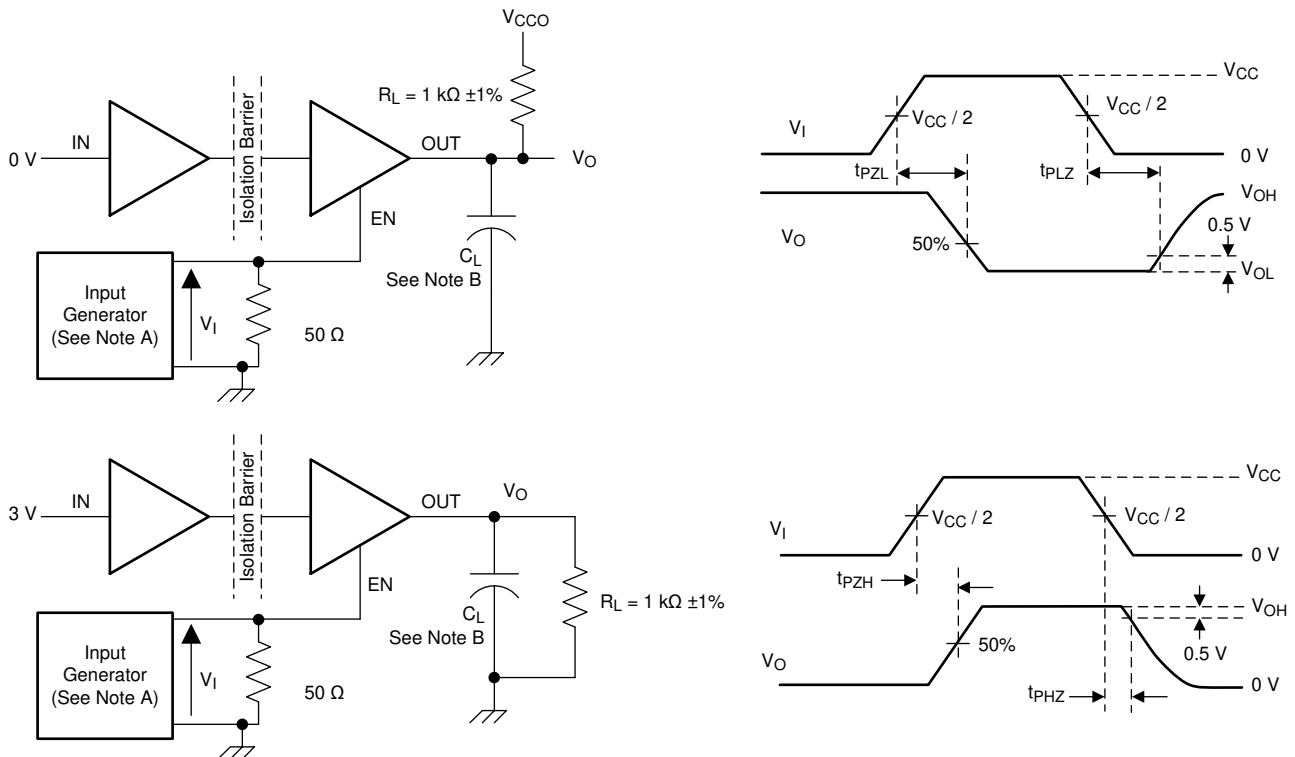 VCCO
RL = 1 kΩ ±1%
Isolation Barrier
IN
0 V
OUT
VO
EN
CL
See Note B
Input
Generator
(See Note A)
VI
50 Ω
VCC
VI
VCC / 2
VCC / 2
0 V
tPZL
tPLZ
VOH
0.5 V
VO
50%
VOL
Isolation Barrier
IN
3 V
OUT
VO
EN
CL
See Note B
RL = 1 kΩ ±1%
Input
Generator
(See Note A)
VI
50 Ω
VCC
VI
VCC / 2
VCC / 2
0 V
tPZH
VOH
0.5 V
VO
50%
0 V
tPHZ